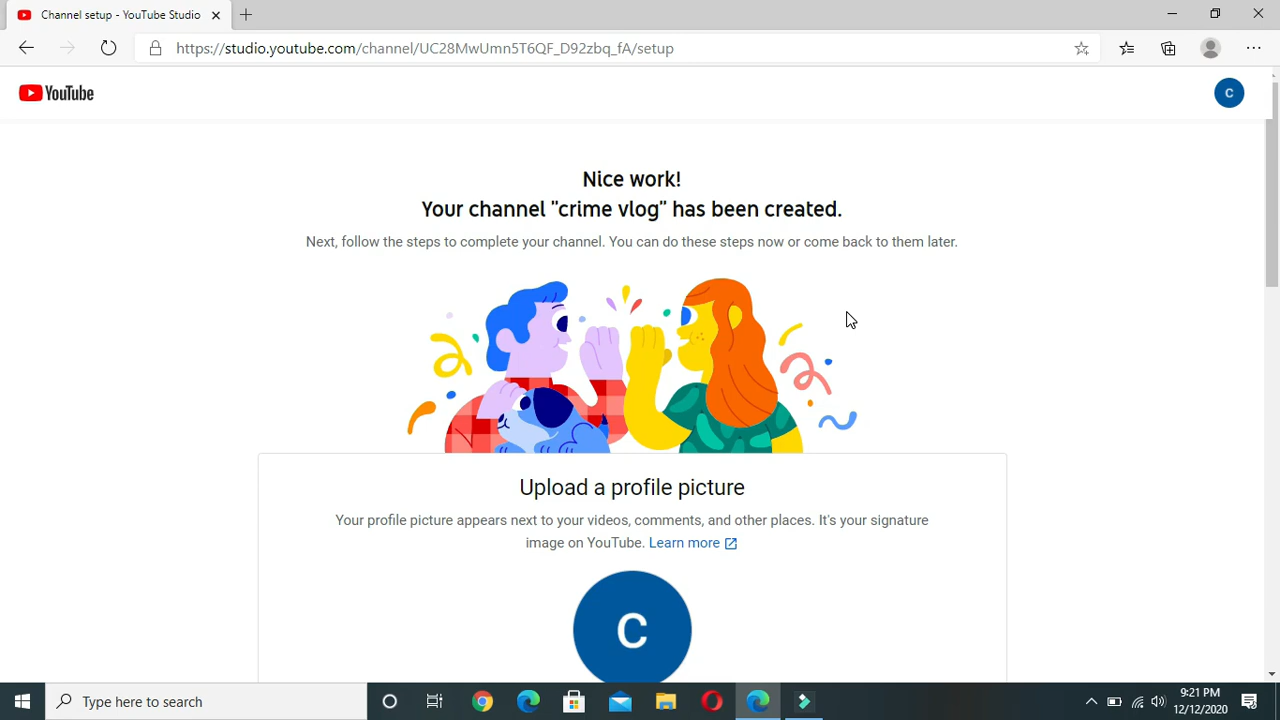 Channel setup - YouTube Studio
https://studio.youtube.com/channel/UC28MwUmn5T6QF_D92zbq_fA/setup
YouTube
C
Nice work!
Your channel "crime vlog" has been created.
Next, follow the steps to complete your channel. You can do these steps now or come back to them later.
Upload a profile picture
Your profile picture appears next to your videos, comments, and other places. It's your signature
image on YouTube. Learn more
C
Type here to search
9:21 PM
12/12/2020